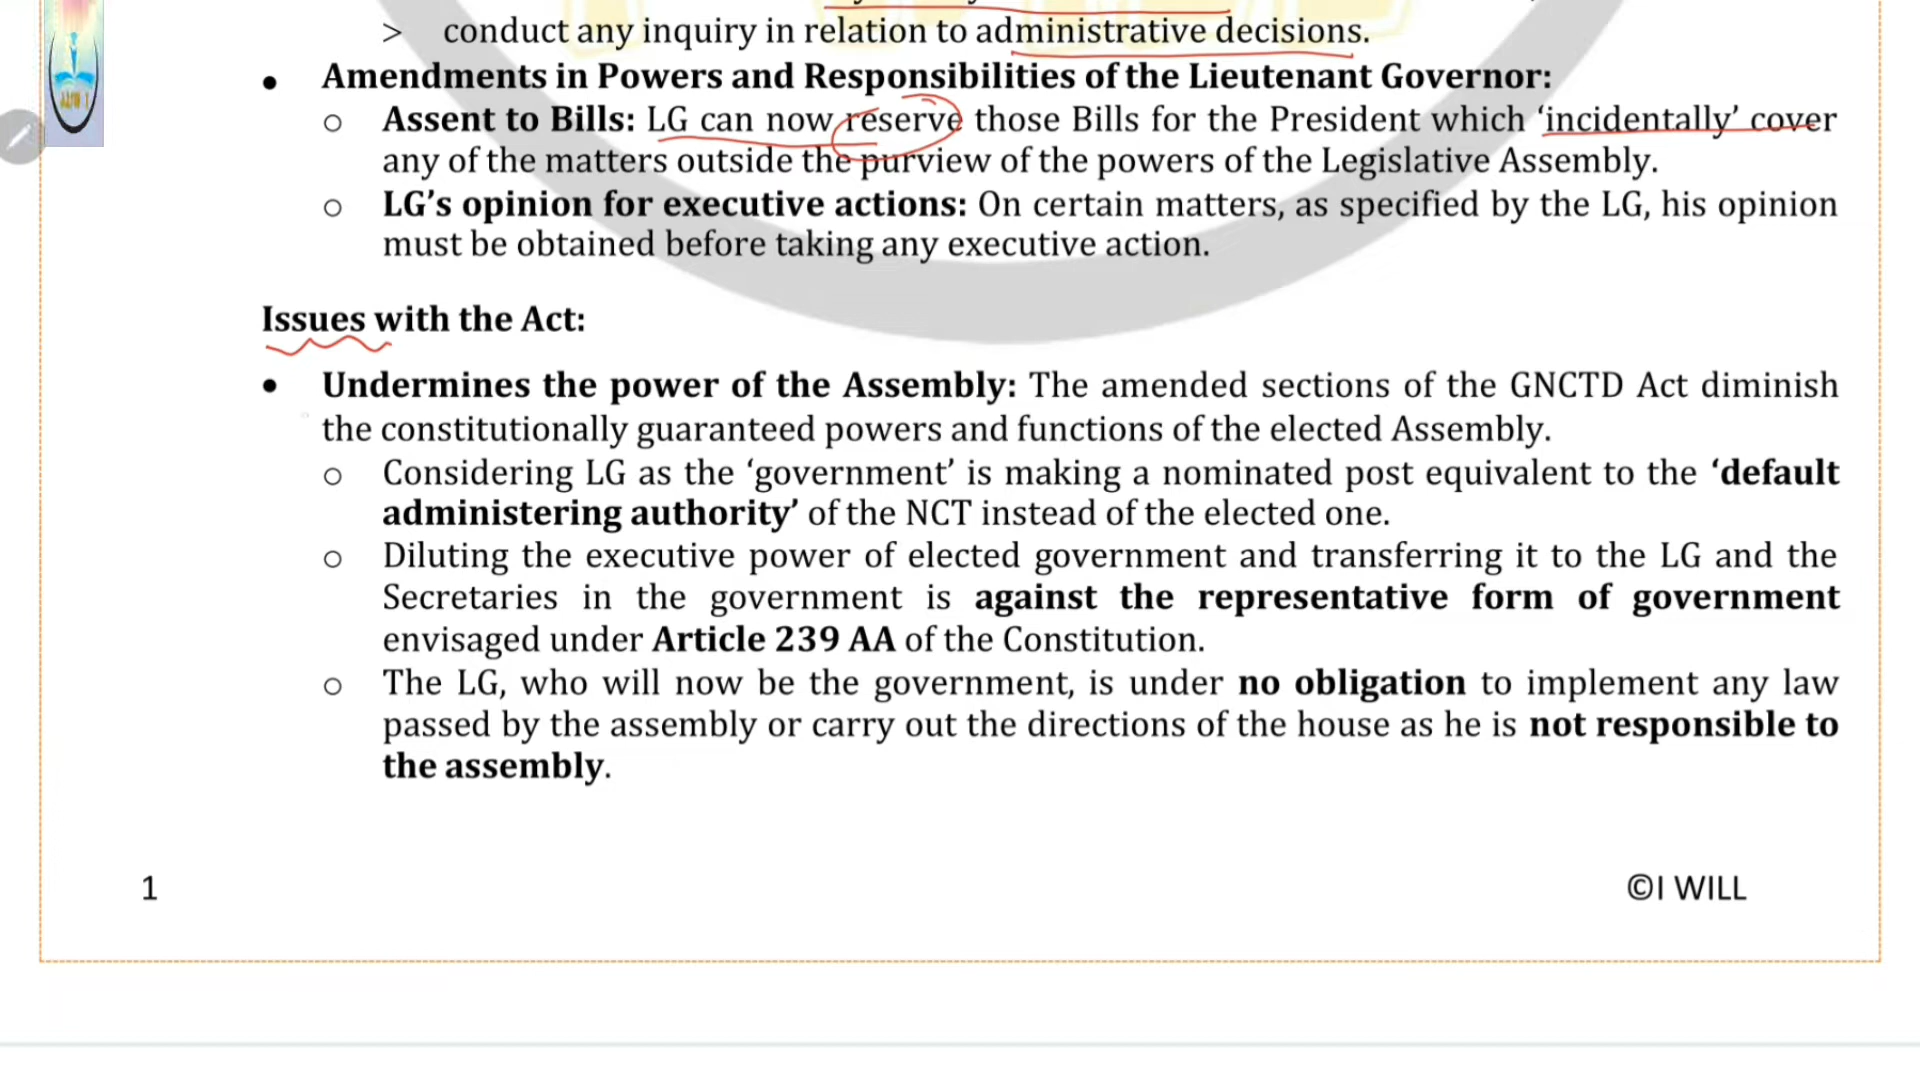 > conduct any inquiry in relation to administrative decisions.
● Amendments in Powers and Responsibilities of the Lieutenant Governor:
○ Assent to Bills: LG can now reserve those Bills for the President which ‘incidentally’ cover
any of the matters outside the purview of the powers of the Legislative Assembly.
○ LG’s opinion for executive actions: On certain matters, as specified by the LG, his opinion
must be obtained before taking any executive action.
Issues with the Act:
● Undermines the power of the Assembly: The amended sections of the GNCTD Act diminish
the constitutionally guaranteed powers and functions of the elected Assembly.
○ Considering LG as the ‘government’ is making a nominated post equivalent to the ‘default
administering authority’ of the NCT instead of the elected one.
○ Diluting the executive power of elected government and transferring it to the LG and the
Secretaries in the government is against the representative form of government
envisaged under Article 239 AA of the Constitution.
○ The LG, who will now be the government, is under no obligation to implement any law
passed by the assembly or carry out the directions of the house as he is not responsible to
the assembly.
1
©I WILL